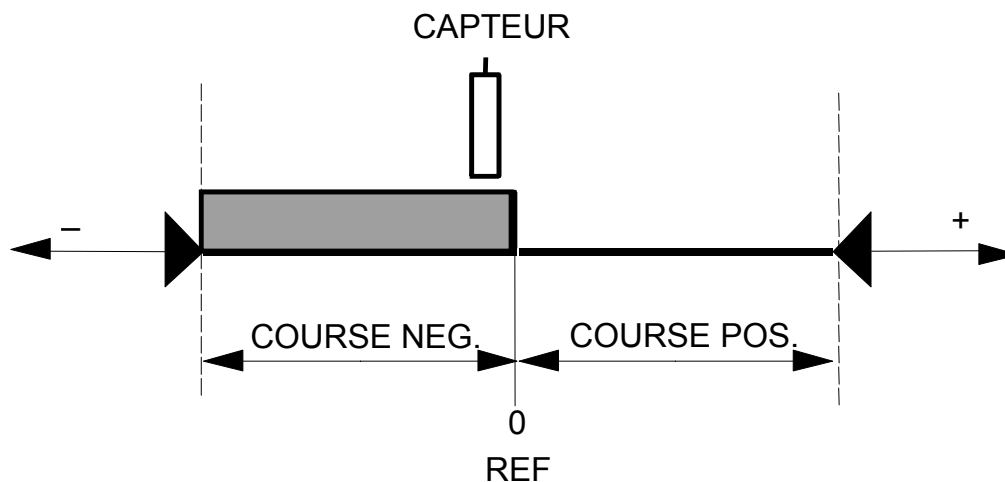 CAPTEUR
– +
COURSE NEG. COURSE POS.
0
REF